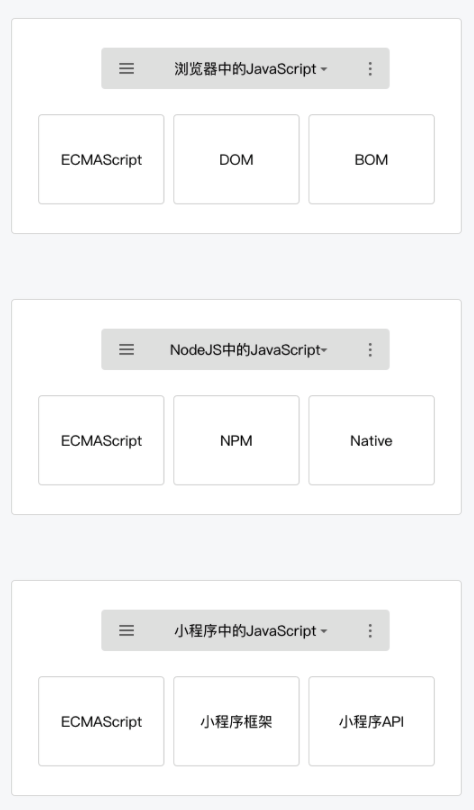 浏览器中的JavaScript
ECMAScript DOM BOM
NodeJS中的JavaScript
ECMAScript NPM Native
小程序中的JavaScript
ECMAScript 小程序框架 小程序API